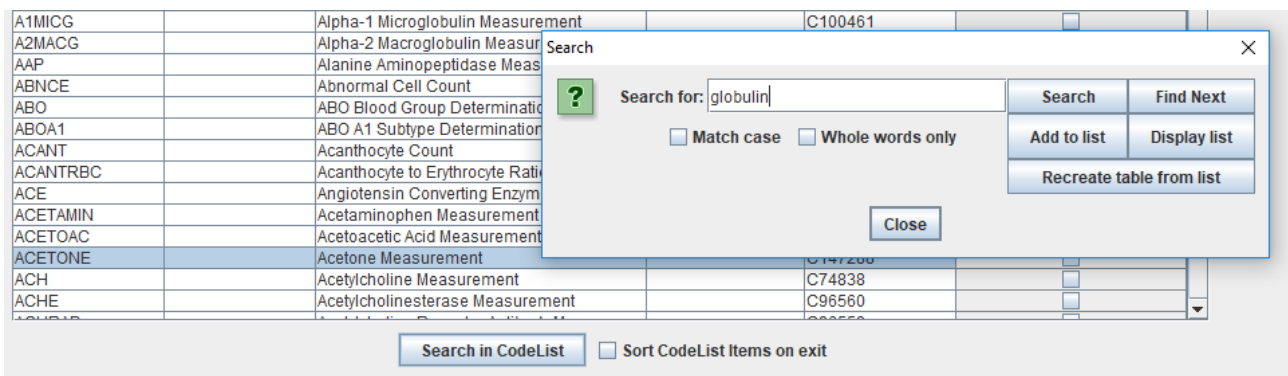 A1MICG Alpha-1 Microglobulin Measurement C100461
A2MACG Alpha-2 Macroglobulin Measur
Search
AAP Alanine Aminopeptidase Meas
ABNCE Abnormal Cell Count
? Search for: globulin Search Find Next
ABO ABO Blood Group Determinatio
ABOA1 ABO A1 Subtype Determination
Match case Whole words only Add to list Display list
ACANT Acanthocyte Count
ACANTRBC Acanthocyte to Erythrocyte Rati
Recreate table from list
ACE Angiotensin Converting Enzym
ACETAMIN Acetaminophen Measurement
Close
ACETOAC Acetoacetic Acid Measurement
ACETONE Acetone Measurement C147288
ACH Acetylcholine Measurement C74838
ACHE Acetylcholinesterase Measurement C96560
Search in CodeList Sort CodeList Items on exit